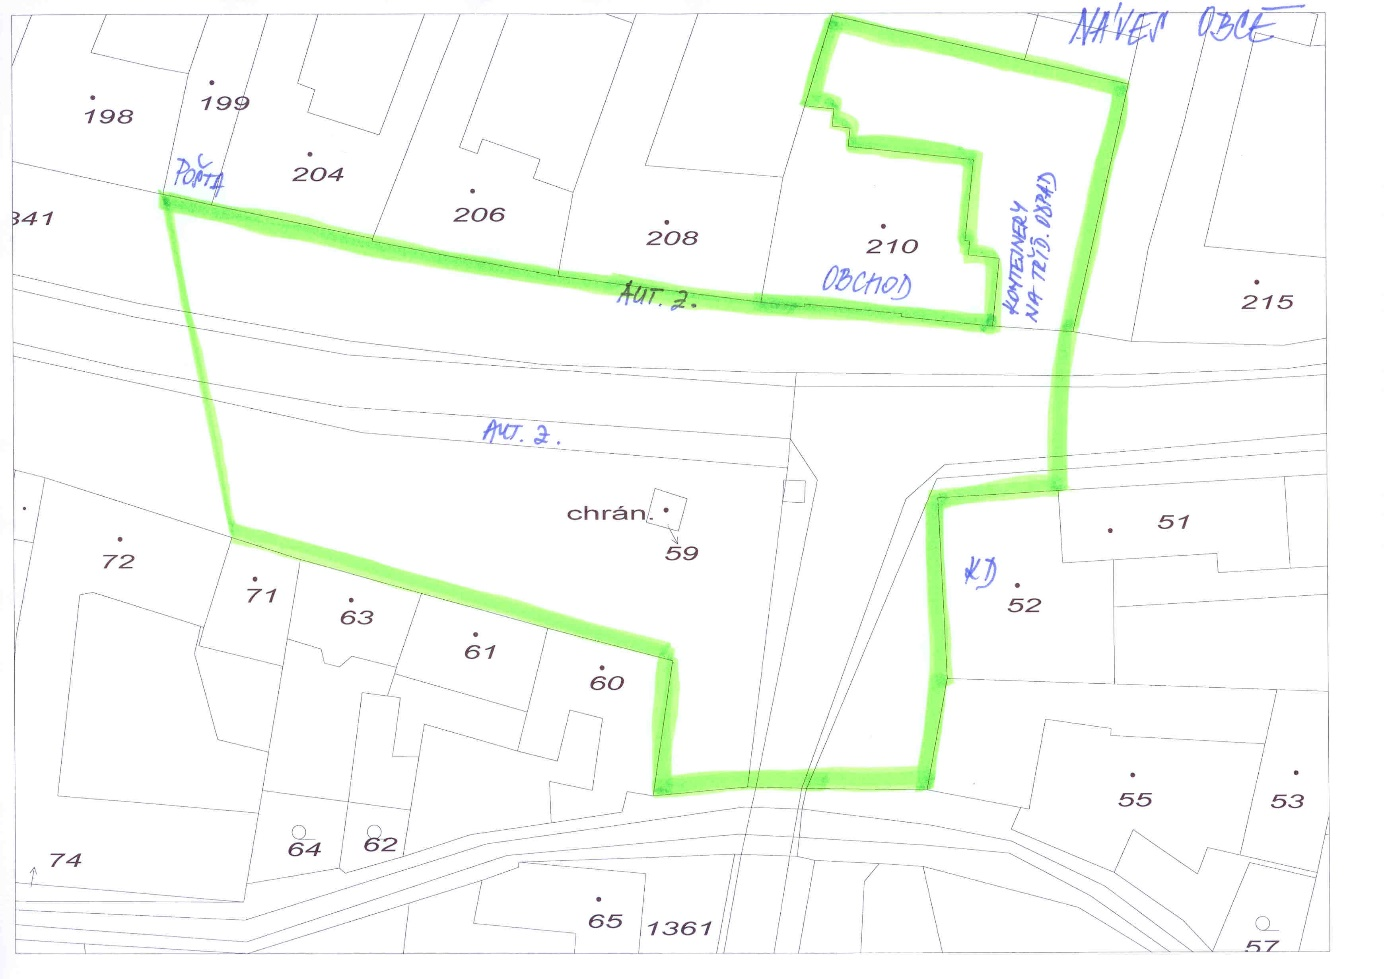 NÁVES OBCE
198
199
POŠTA
204
206
208
210
OBCHOD
KONTEJNERY
NA TŘÍD. ODPAD
215
341
AUT. Z.
AUT. Z.
chrán.
59
51
KD
52
72
71
63
61
60
55
53
74
64
62
65
1361
57